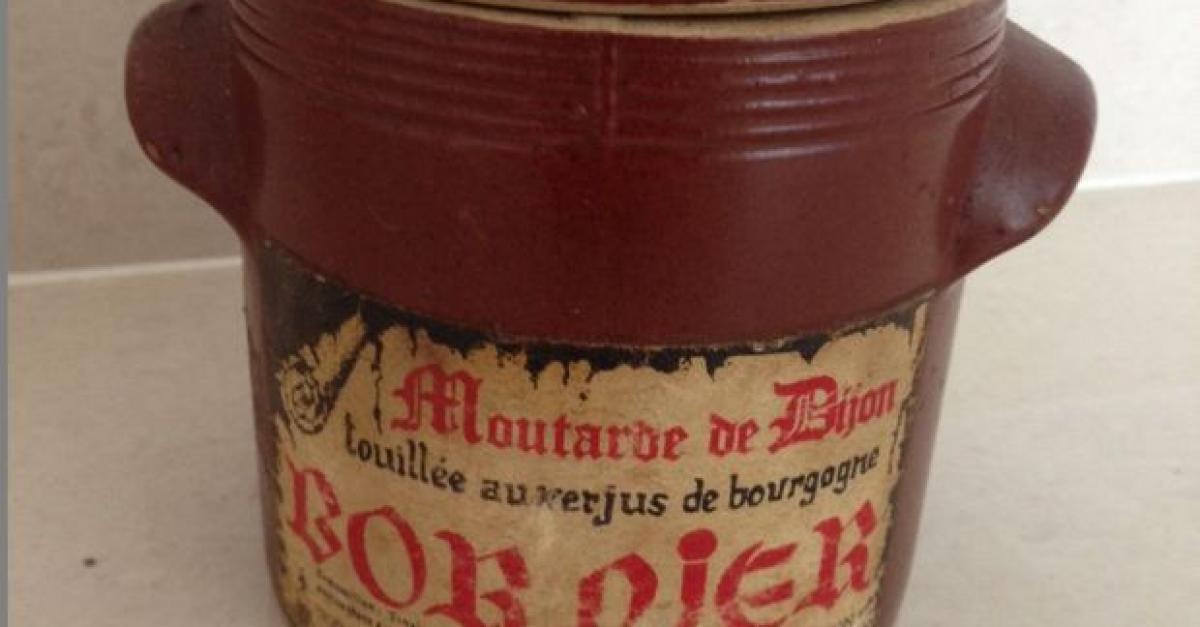 Moutarde de Dijon
touillée au verjus de bourgogne
BORNIER